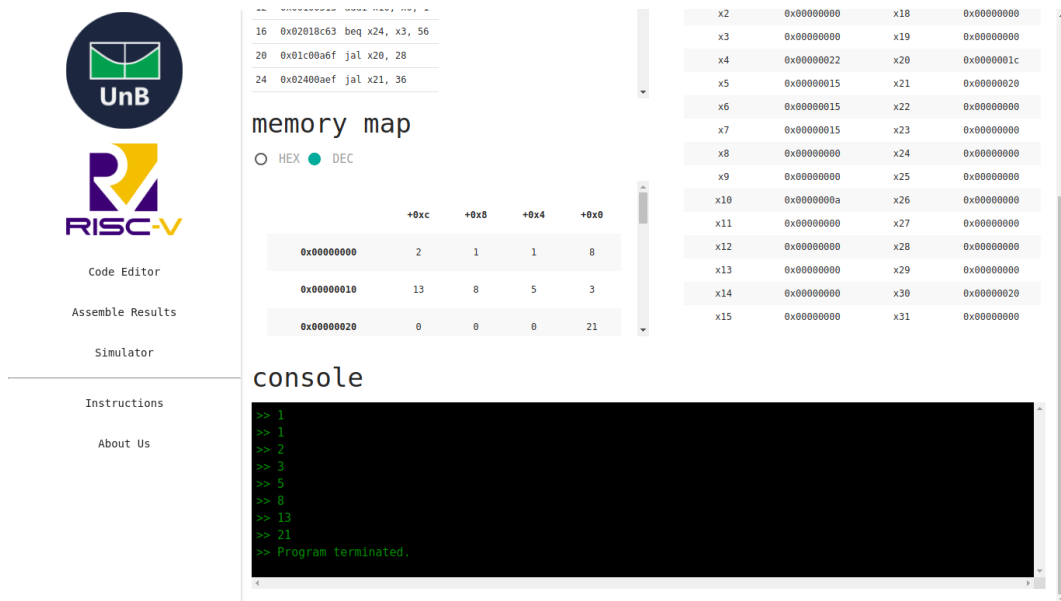 UnB
RISC-V
Code Editor
Assemble Results
Simulator
Instructions
About Us
16 0x02018c63 beq x24, x3, 56
20 0x01c00a6f jal x20, 28
24 0x02400aef jal x21, 36
memory map
HEX DEC
+0xc +0x8 +0x4 +0x0
0x00000000 2 1 1 8
0x00000010 13 8 5 3
0x00000020 0 0 0 21
x2 0x00000000 x18 0x00000000
x3 0x00000000 x19 0x00000000
x4 0x00000022 x20 0x0000001c
x5 0x00000015 x21 0x00000020
x6 0x00000015 x22 0x00000000
x7 0x00000015 x23 0x00000000
x8 0x00000000 x24 0x00000000
x9 0x00000000 x25 0x00000000
x10 0x0000000a x26 0x00000000
x11 0x00000000 x27 0x00000000
x12 0x00000000 x28 0x00000000
x13 0x00000000 x29 0x00000000
x14 0x00000000 x30 0x00000020
x15 0x00000000 x31 0x00000000
console
>> 1
>> 1
>> 2
>> 3
>> 5
>> 8
>> 13
>> 21
>> Program terminated.